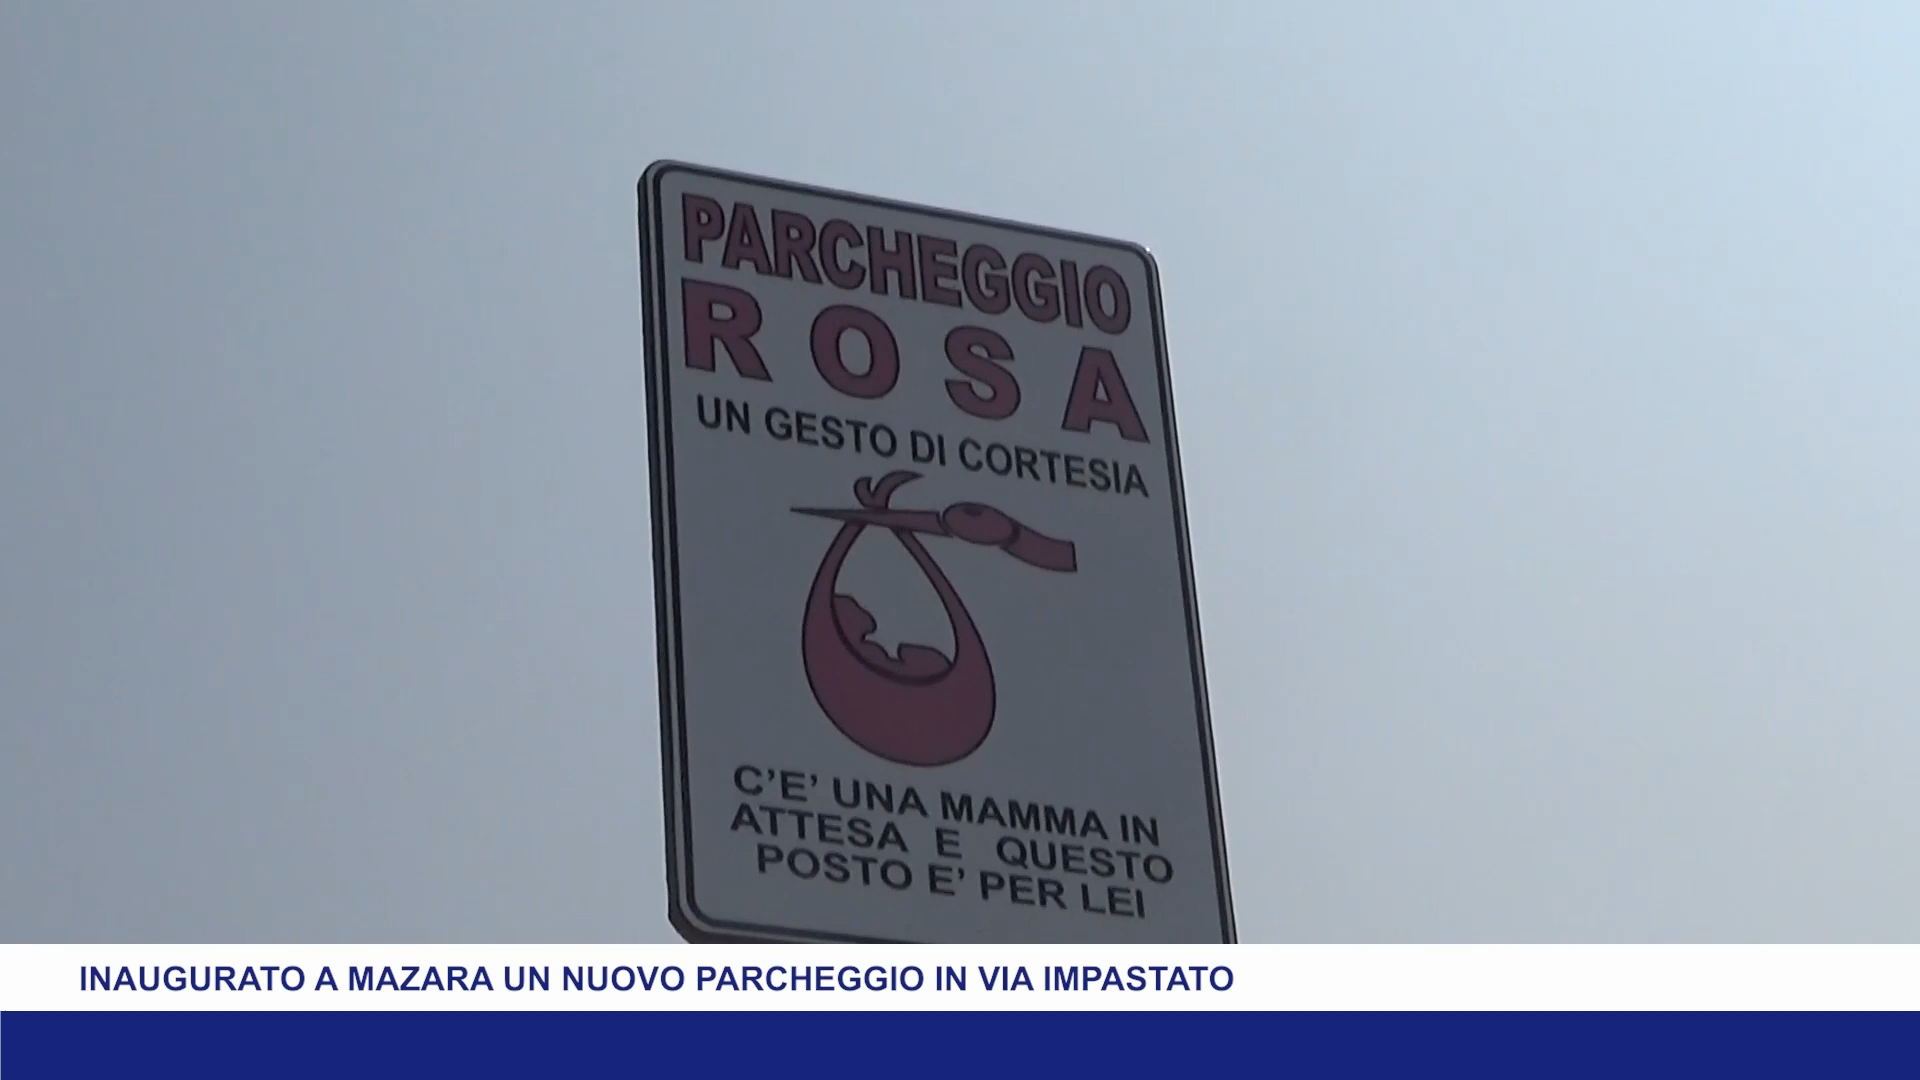 PARCHEGGIO
ROSA
UN GESTO DI CORTESIA
C'E' UNA MAMMA IN
ATTESA E QUESTO
POSTO E' PER LEI
INAUGURATO A MAZARA UN NUOVO PARCHEGGIO IN VIA IMPASTATO